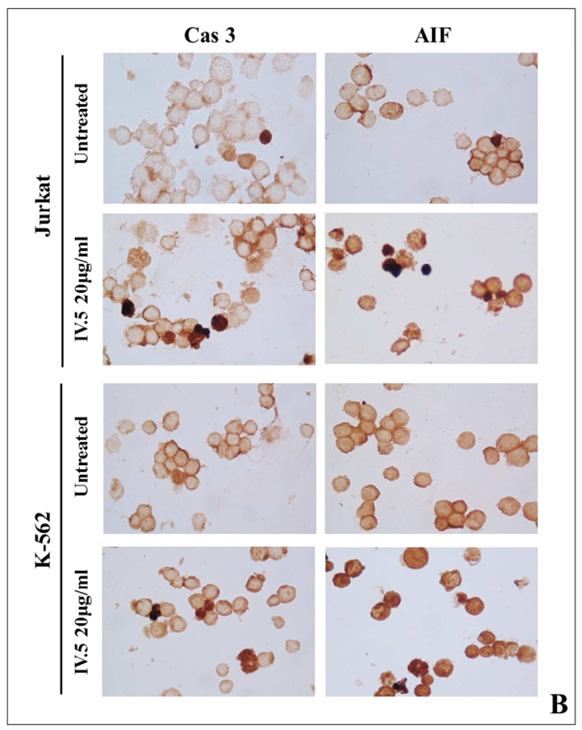 Cas 3
AIF
Jurkat
Untreated
IV.5 20µg/ml
K-562
Untreated
IV.5 20µg/ml
B